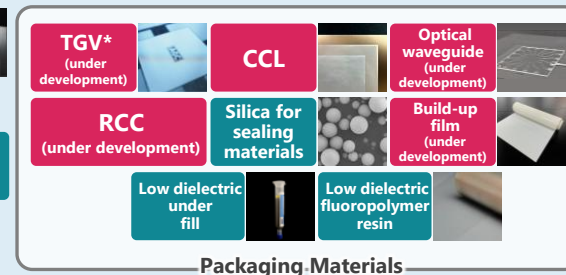 TGV*
(under
development)
CCL
Optical
waveguide
(under
development)
RCC
(under development)
Silica for
sealing
materials
Build-up
film
(under
development)
Low dielectric
under
fill
Low dielectric
fluoropolymer
resin
Packaging Materials